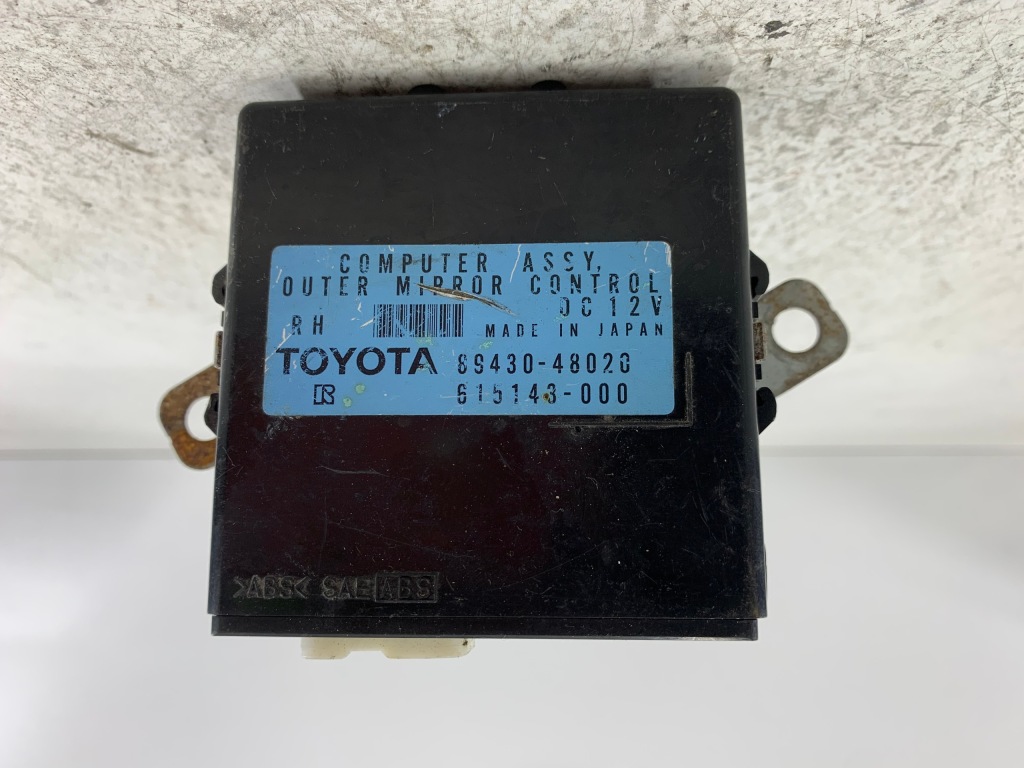 COMPUTER ASSY,
OUTER MIRROR CONTROL
DC12V
RH
MADE IN JAPAN
TOYOTA 89430-48020
R 615143-000
>ABS< SAE ABS